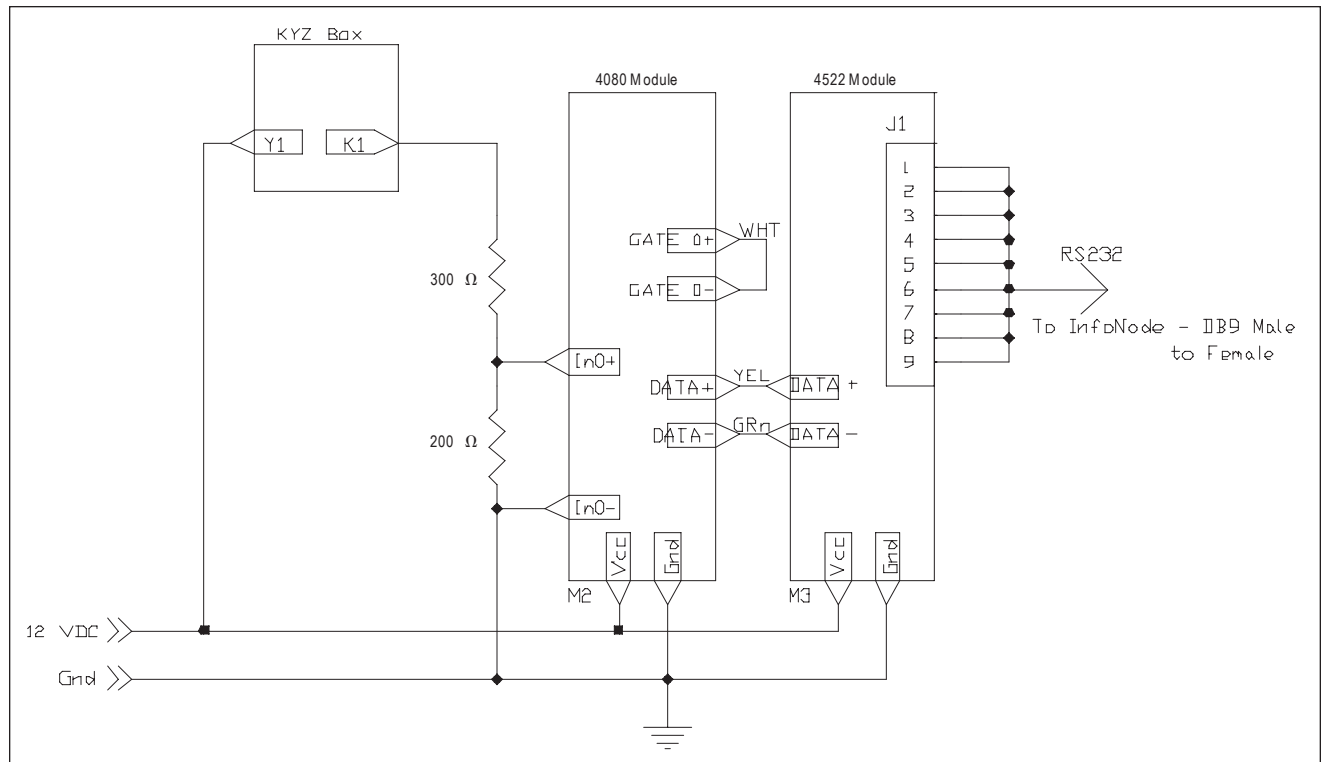 KYZ Box
Y1
K1
4080 Module
4522 Module
J1
1
2
3
4
5
6
7
8
9
GATE 0+
WHT
GATE 0-
RS232
To InfoNode - DB9 Male
to Female
300 Ω
In0+
DATA+
YEL
DATA +
DATA-
GRn
DATA -
200 Ω
In0-
Vcc
Gnd
Vcc
Gnd
M2
M3
12 VDC
Gnd